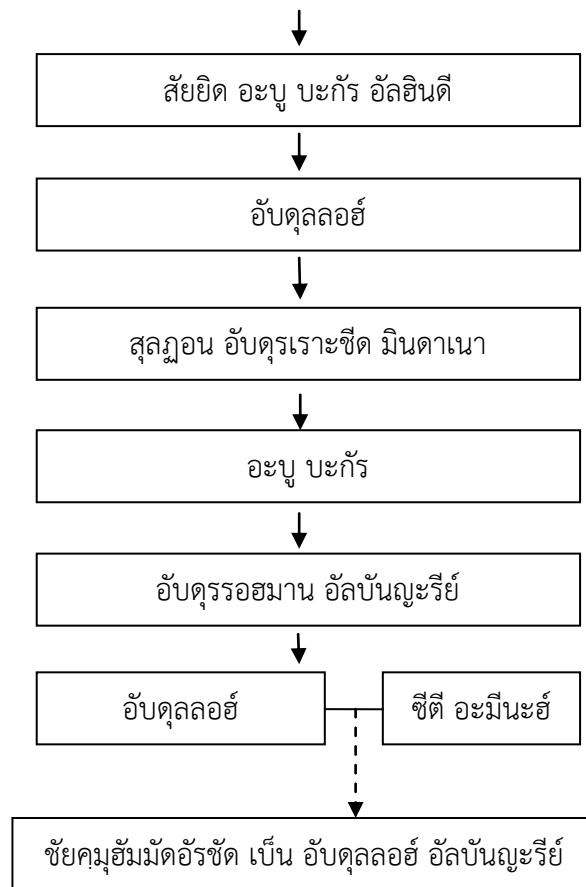 สัยยิด อะบู บะกัร อัลฮินดี
อับดุลลอฮ์
สุลฏอน อับดุรเราะชีด มินดาเนา
อะบู บะกัร
อับดุรรอฮมาน อัลบันญะรีย์
อับดุลลอฮ์
ซีตี อะมีนะฮ์
ชัยคฺมุฮัมมัดอัรชัด เบ็น อับดุลลอฮ์ อัลบันญะรีย์